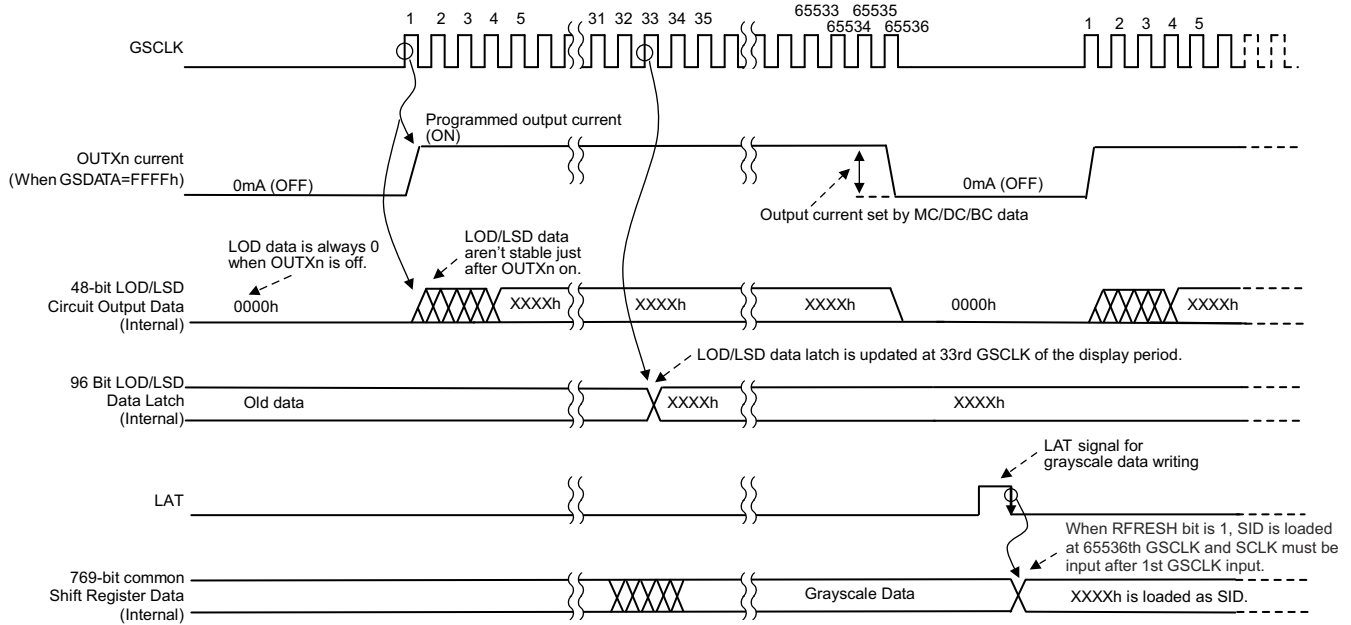 1 2 3 4 5 31 32 33 34 35 65533 65535 1 2 3 4 5
65534 65536
GSCLK
Programmed output current
(ON)
OUTXn current
(When GSDATA=FFFFh)
0mA (OFF)
0mA (OFF)
Output current set by MC/DC/BC data
LOD data is always 0
when OUTXn is off.
LOD/LSD data
aren't stable just
after OUTXn on.
48-bit LOD/LSD
Circuit Output Data
(Internal)
0000h XXXXh XXXXh XXXXh 0000h XXXXh
LOD/LSD data latch is updated at 33rd GSCLK of the display period.
96 Bit LOD/LSD
Data Latch
(Internal)
Old data XXXXh XXXXh
LAT signal for
grayscale data writing
LAT
When RFRESH bit is 1, SID is loaded
at 65536th GSCLK and SCLK must be
input after 1st GSCLK input.
769-bit common
Shift Register Data
(Internal)
Grayscale Data XXXXh is loaded as SID.